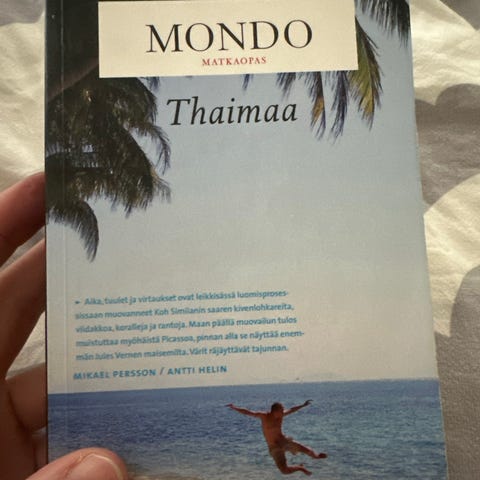 MONDO
MATKAOPAS
Thaimaa
► Aika, tuulet ja virtaukset ovat leikkisässä luomisproses-
sissaan muovanneet Koh Similanin saaren kivenlohkareita,
viidakkoa, koralleja ja rantoja. Maan päällä muovailun tulos
muistuttaa myöhäistä Picassoa, pinnan alla se näyttää enem-
män Jules Vernen maisemilta. Värit räjäyttävät tajunnan.
MIKAEL PERSSON / ANTTI HELIN